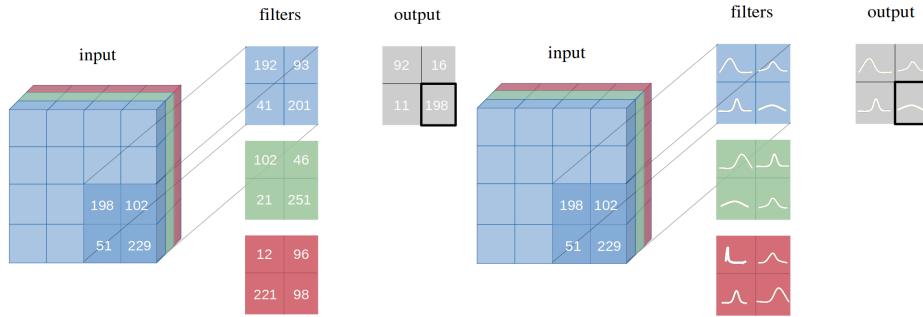 filters
output
input
192 93
41 201
92 16
11 198
198 102
51 229
102 46
21 251
12 96
221 98
filters
output
input
198 102
51 229